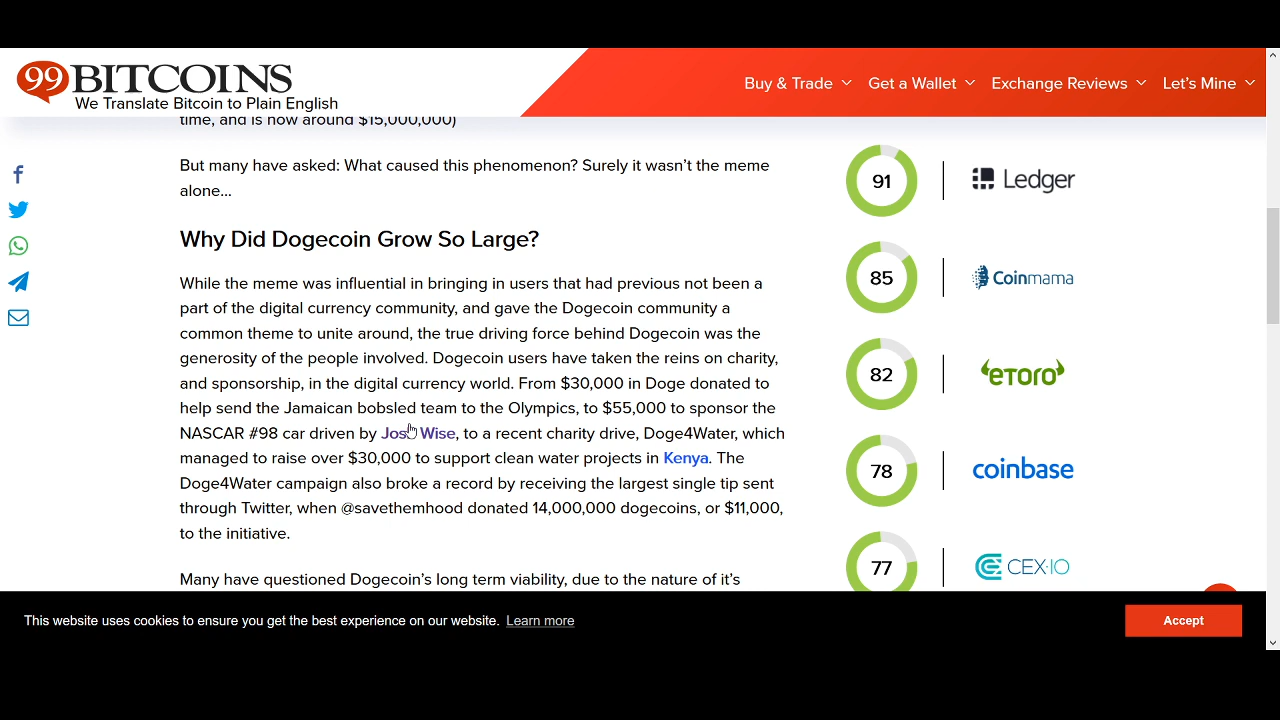 99 BITCOINS
We Translate Bitcoin to Plain English
Buy & Trade Get a Wallet Exchange Reviews Let's Mine
time, and is now around $15,000,000)
But many have asked: What caused this phenomenon? Surely it wasn't the meme
alone...
Why Did Dogecoin Grow So Large?
While the meme was influential in bringing in users that had previous not been a
part of the digital currency community, and gave the Dogecoin community a
common theme to unite around, the true driving force behind Dogecoin was the
generosity of the people involved. Dogecoin users have taken the reins on charity,
and sponsorship, in the digital currency world. From $30,000 in Doge donated to
help send the Jamaican bobsled team to the Olympics, to $55,000 to sponsor the
NASCAR #98 car driven by Josh Wise, to a recent charity drive, Doge4Water, which
managed to raise over $30,000 to support clean water projects in Kenya. The
Doge4Water campaign also broke a record by receiving the largest single tip sent
through Twitter, when @savethemhood donated 14,000,000 dogecoins, or $11,000,
to the initiative.
Many have questioned Dogecoin's long term viability, due to the nature of it's
91 Ledger
85 Coinmama
82 eToro
78 coinbase
77 CEX.IO
This website uses cookies to ensure you get the best experience on our website. Learn more
Accept